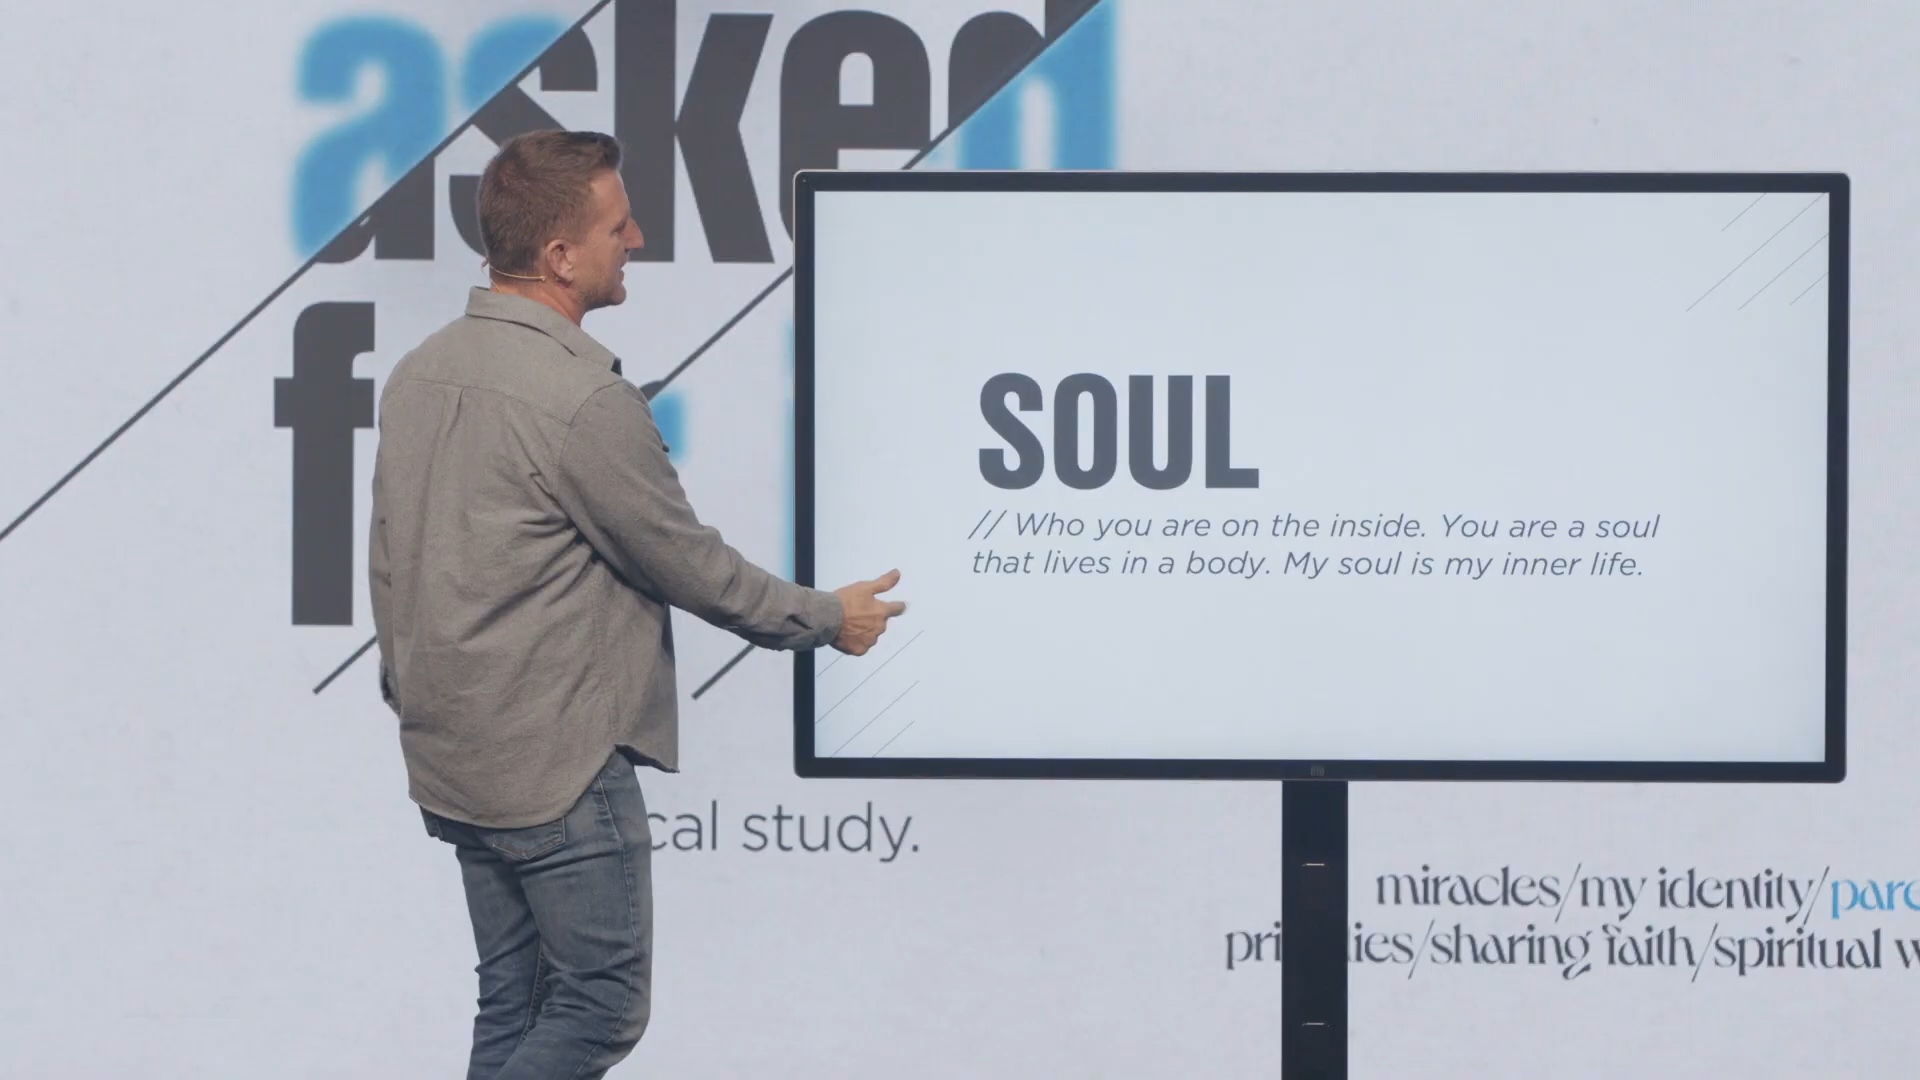 asked
SOUL
// Who you are on the inside. You are a soul
that lives in a body. My soul is my inner life.
study.
miracles/my identity/
/sharing faith/spiritual